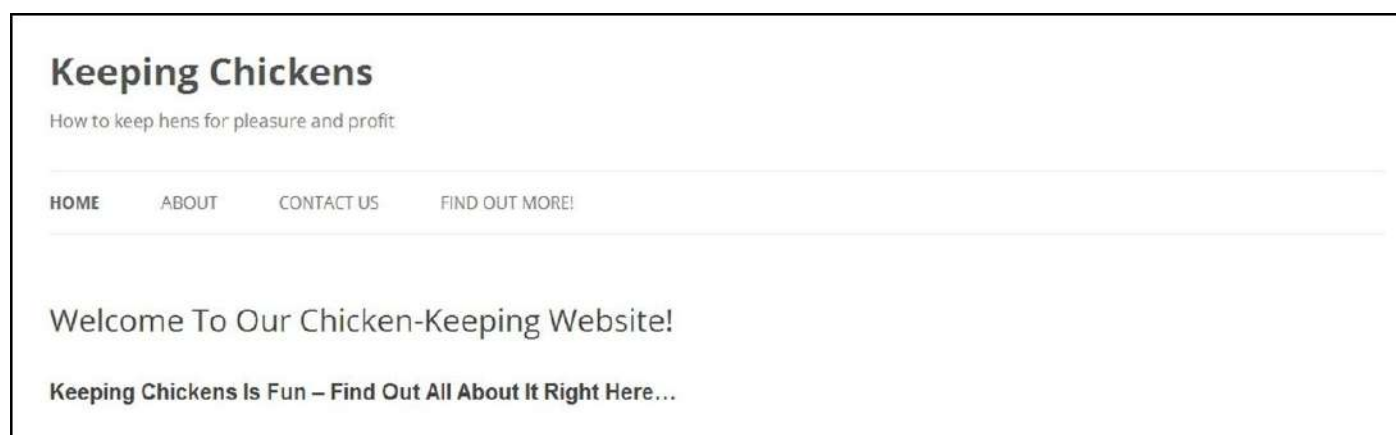 Keeping Chickens
How to keep hens for pleasure and profit
HOME ABOUT CONTACT US FIND OUT MORE!
Welcome To Our Chicken-Keeping Website!
Keeping Chickens Is Fun – Find Out All About It Right Here…